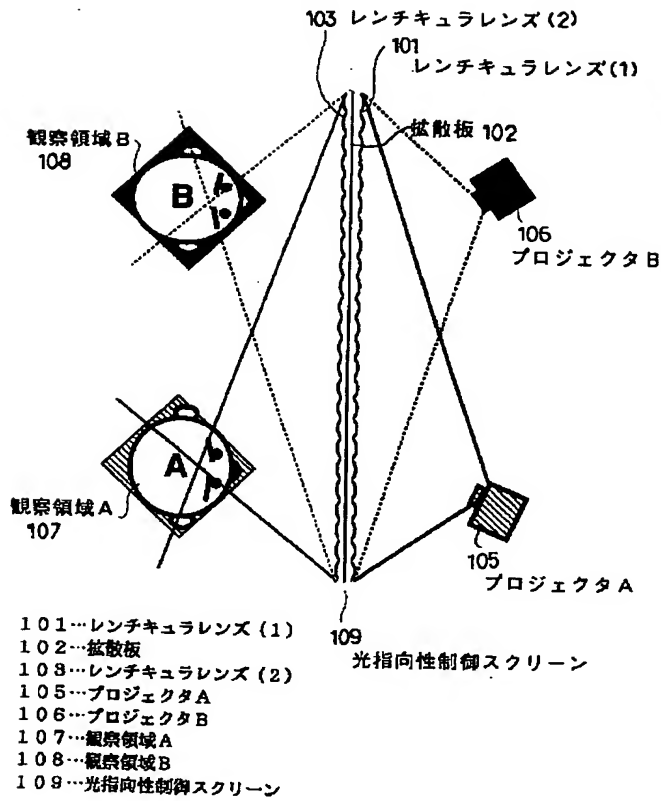 103 レンチキュラレンズ(2)
101
レンチキュラレンズ(1)
拡散板 102
観察領域B
108
B
106
プロジェクタB
A
観察領域A
107
105
プロジェクタA
109
光指向性制御スクリーン
101…レンチキュラレンズ(1)
102…拡散板
103…レンチキュラレンズ(2)
105…プロジェクタA
106…プロジェクタB
107…観察領域A
108…観察領域B
109…光指向性制御スクリーン